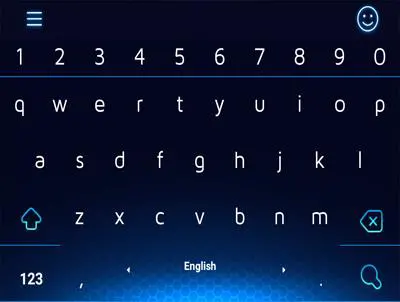 1 2 3 4 5 6 7 8 9 0
q w e r t y u i o p
a s d f g h j k l
z x c v b n m
123 , English .